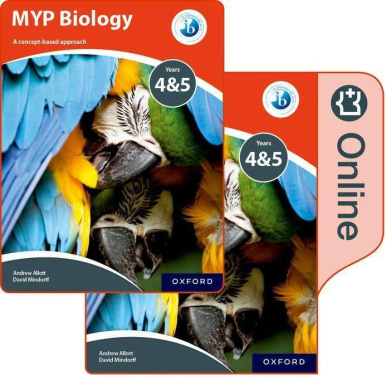 MYP Biology
A concept-based approach
Years
4&5
Andrew Allott
David Mindorff
OXFORD
Years
4&5
Online
Andrew Allott
David Mindorff
OXFORD